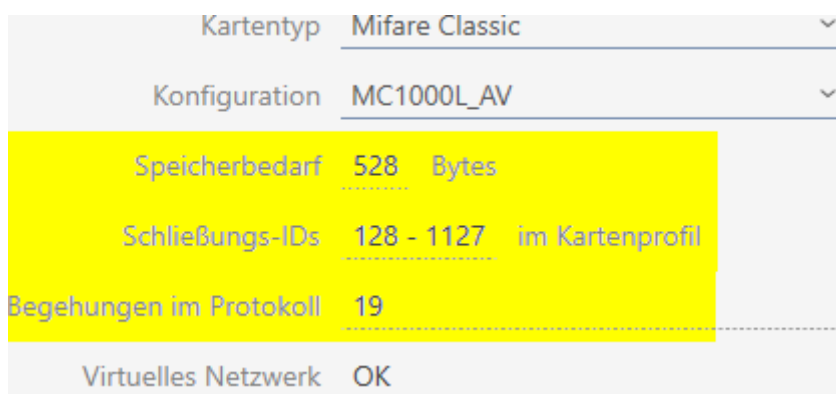 Kartentyp Mifare Classic
Konfiguration MC1000L_AV
Speicherbedarf 528 Bytes
Schließungs-IDs 128 - 1127 im Kartenprofil
Begehungen im Protokoll 19
Virtuelles Netzwerk OK